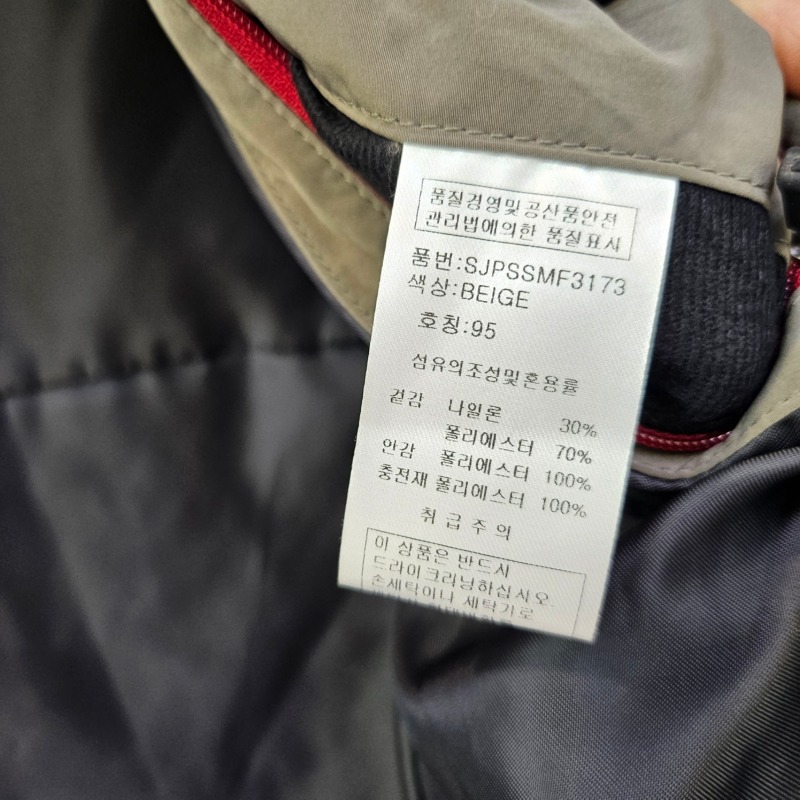 품질경영및공산품안전
관리법에의한 품질표시
품번:SJPSSMF3173
색상:BEIGE
호칭:95
섬유의조성및혼용률
겉감 나일론 30%
폴리에스터 70%
안감 폴리에스터 100%
충전재 폴리에스터 100%
취급주의
이 상품은 반드시
드라이크리닝하십시오.
손세탁이나 세탁기로